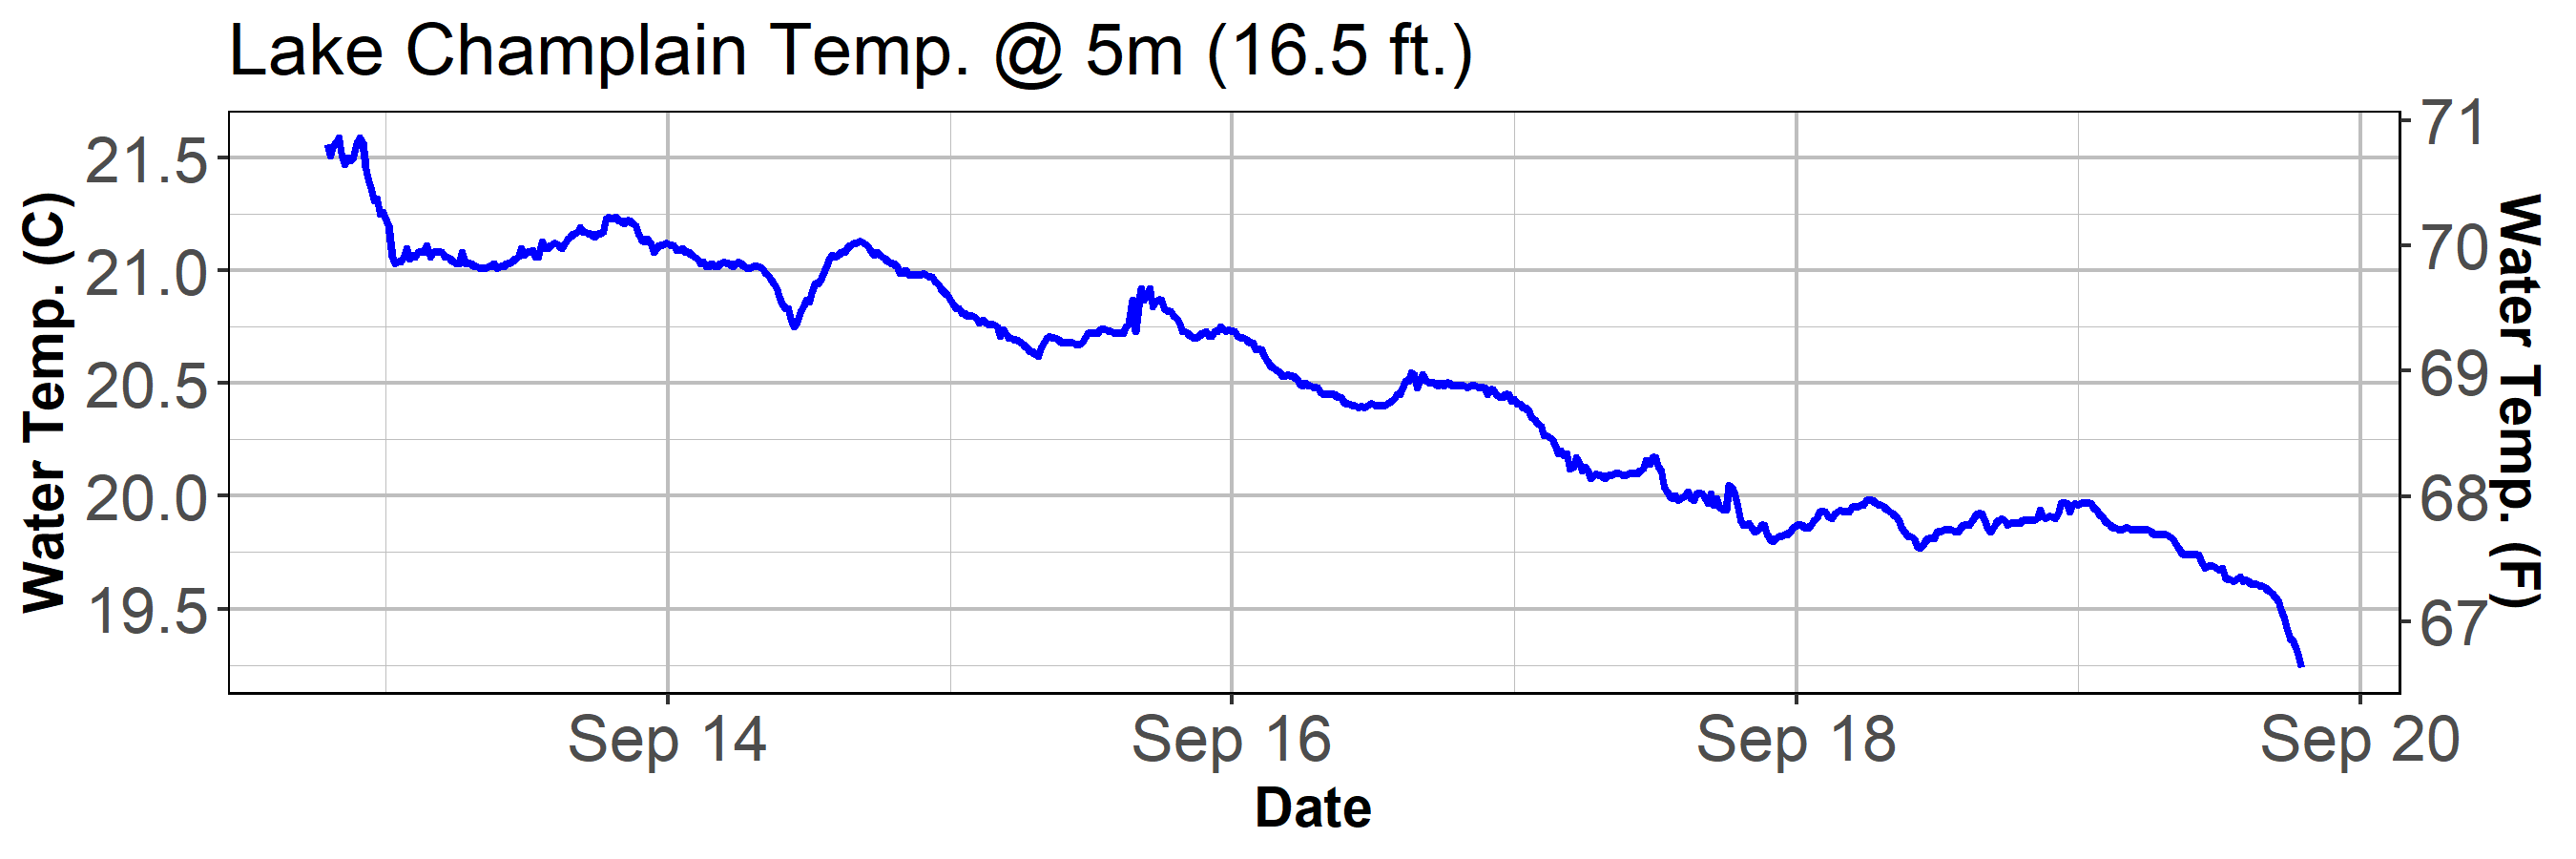 Lake Champlain Temp. @ 5m (16.5 ft.)
Water Temp. (C)
21.5
21.0
20.5
20.0
19.5
71
70
69
68
67
Water Temp. (F)
Sep 14 Sep 16 Sep 18 Sep 20
Date